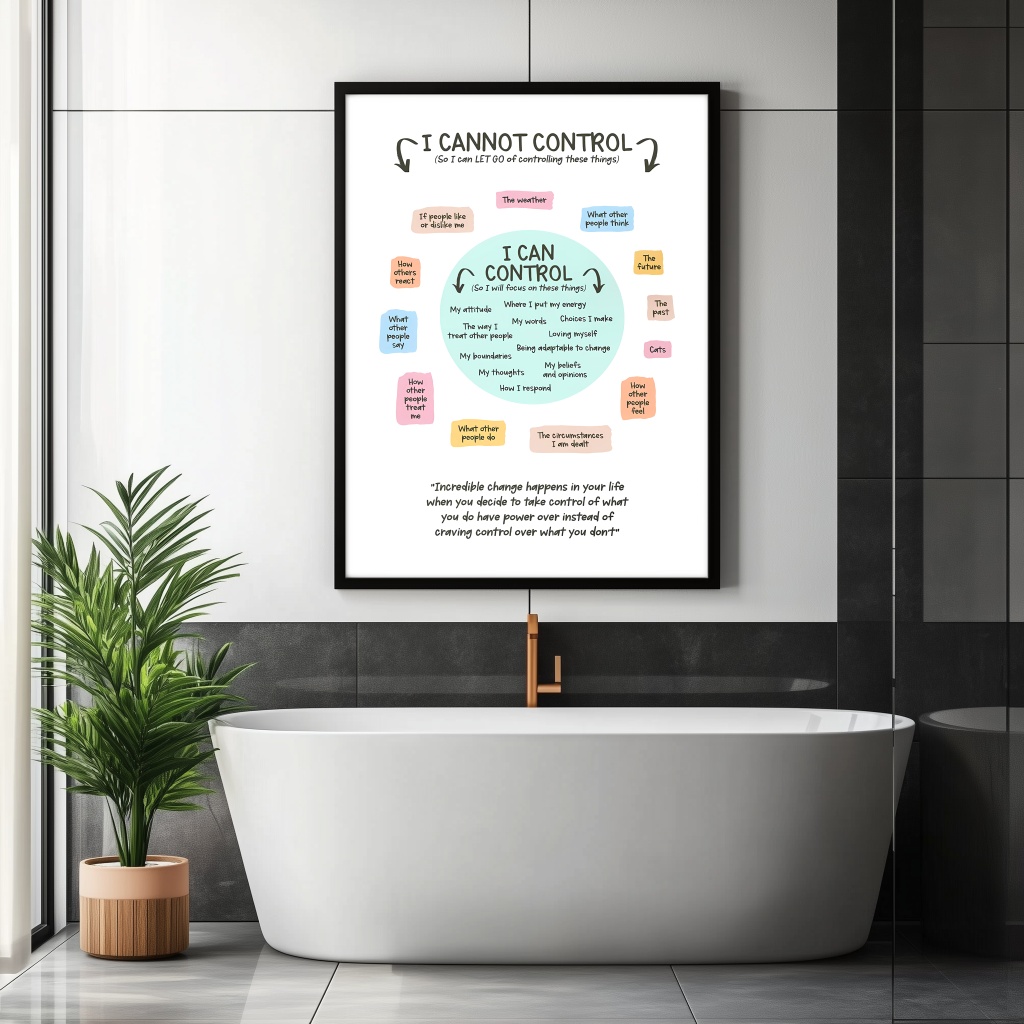 I CANNOT CONTROL
(So I can LET GO of controlling these things)
The weather
If people like
or dislike me
What other
people think
How
others
react
The
future
What
other
people
say
The
past
Cats
How
other
people
treat
me
How
other
people
feel
What other
people do
The circumstances
I am dealt
I CAN
CONTROL
(So I will focus on these things)
My attitude
Where I put my energy
My words
Choices I make
The way I
treat other people
Loving myself
Being adaptable to change
My boundaries
My thoughts
My beliefs
and opinions
How I respond
"Incredible change happens in your life
when you decide to take control of what
you do have power over instead of
craving control over what you don't"